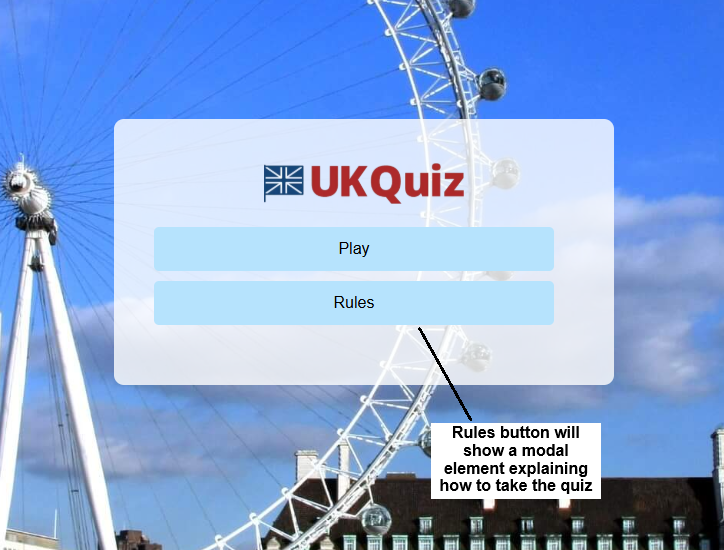 UKQuiz
Play
Rules
Rules button will
show a modal
element explaining
how to take the quiz